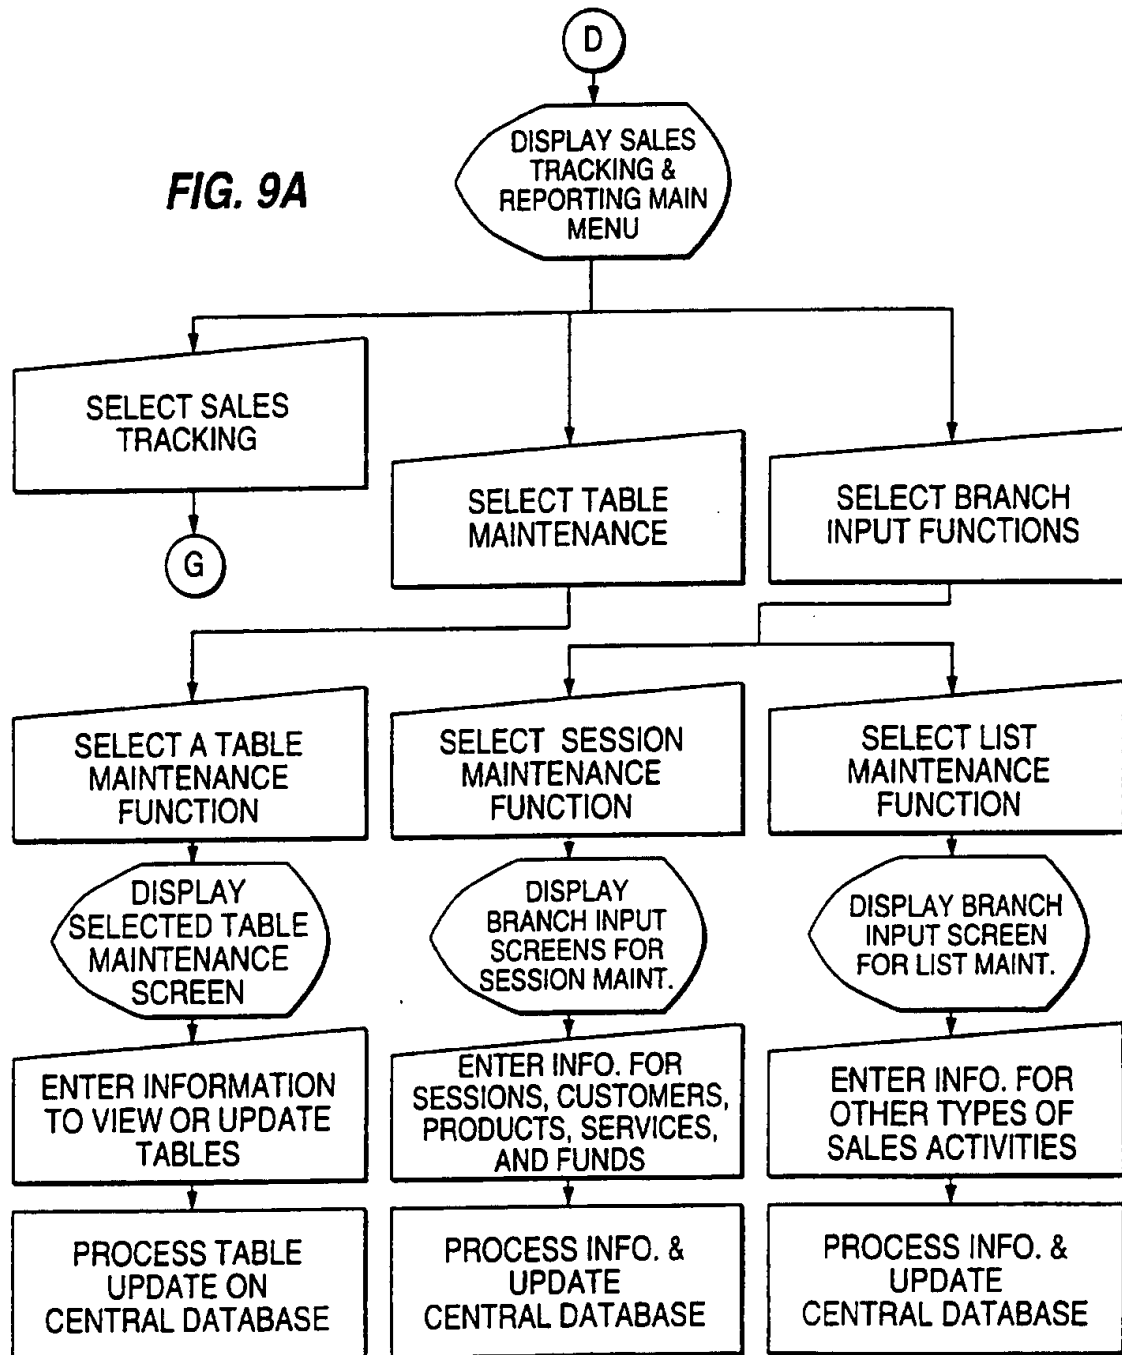 D
DISPLAY SALES
TRACKING &
REPORTING MAIN
MENU
FIG. 9A
SELECT SALES
TRACKING
G
SELECT TABLE
MAINTENANCE
SELECT BRANCH
INPUT FUNCTIONS
SELECT A TABLE
MAINTENANCE
FUNCTION
SELECT SESSION
MAINTENANCE
FUNCTION
SELECT LIST
MAINTENANCE
FUNCTION
DISPLAY
SELECTED TABLE
MAINTENANCE
SCREEN
DISPLAY
BRANCH INPUT
SCREENS FOR
SESSION MAINT.
DISPLAY BRANCH
INPUT SCREEN
FOR LIST MAINT.
ENTER INFORMATION
TO VIEW OR UPDATE
TABLES
ENTER INFO. FOR
SESSIONS, CUSTOMERS,
PRODUCTS, SERVICES,
AND FUNDS
ENTER INFO. FOR
OTHER TYPES OF
SALES ACTIVITIES
PROCESS TABLE
UPDATE ON
CENTRAL DATABASE
PROCESS INFO. &
UPDATE
CENTRAL DATABASE
PROCESS INFO. &
UPDATE
CENTRAL DATABASE